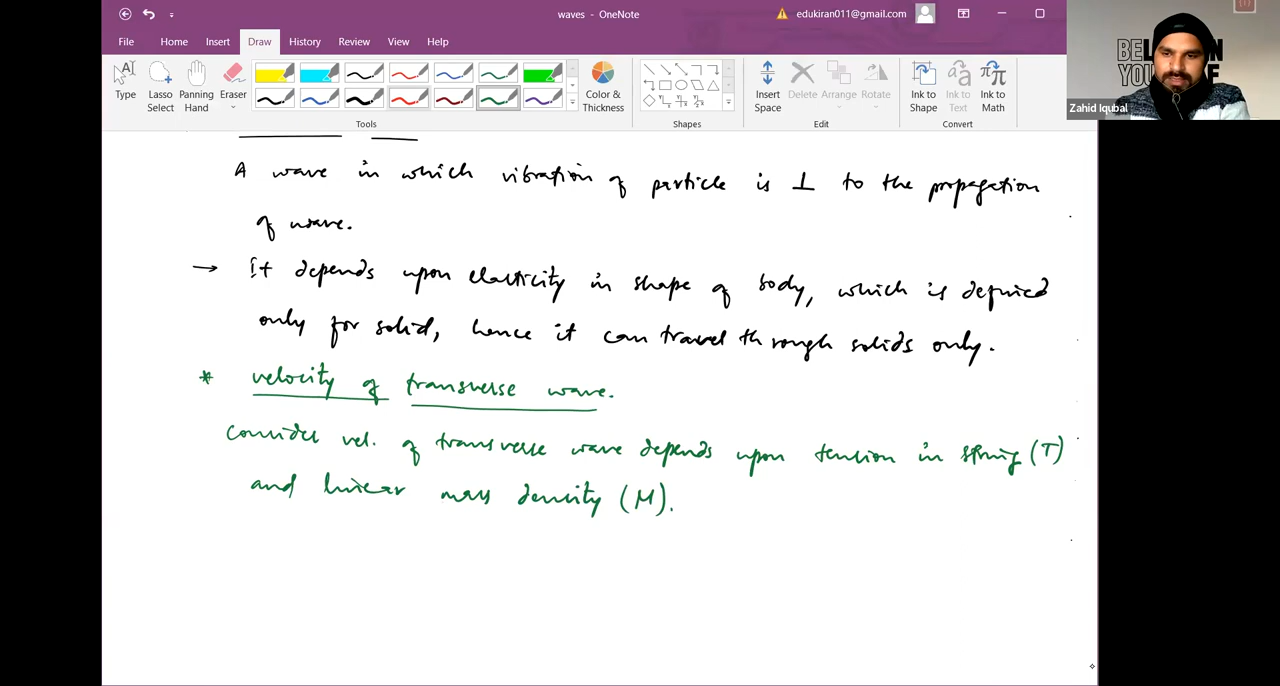 waves - OneNote
edukiran011@gmail.com
File Home Insert Draw History Review View Help
Type Lasso Select Panning Hand Eraser
Color & Thickness
Insert Space Delete Arrange Rotate
Ink to Shape Ink to Text Ink to Math
Tools Shapes Edit Convert
Zahid Iqubal
A wave in which vibration of particle is ⊥ to the propagation
of wave.
→ It depends upon elasticity in shape of body, which is defined
only for solid, hence it can travel through solids only.
* velocity of transverse wave.
Consider vel. of transverse wave depends upon tension in string (T)
and linear mass density (M).